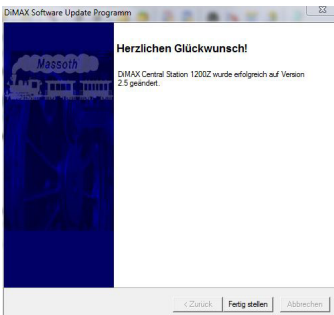 DiMAX Software Update Programm
Massoth
Herzlichen Glückwunsch!
DiMAX Central Station 1200Z wurde erfolgreich auf Version
2.5 geändert.
< Zurück
Fertig stellen
Abbrechen